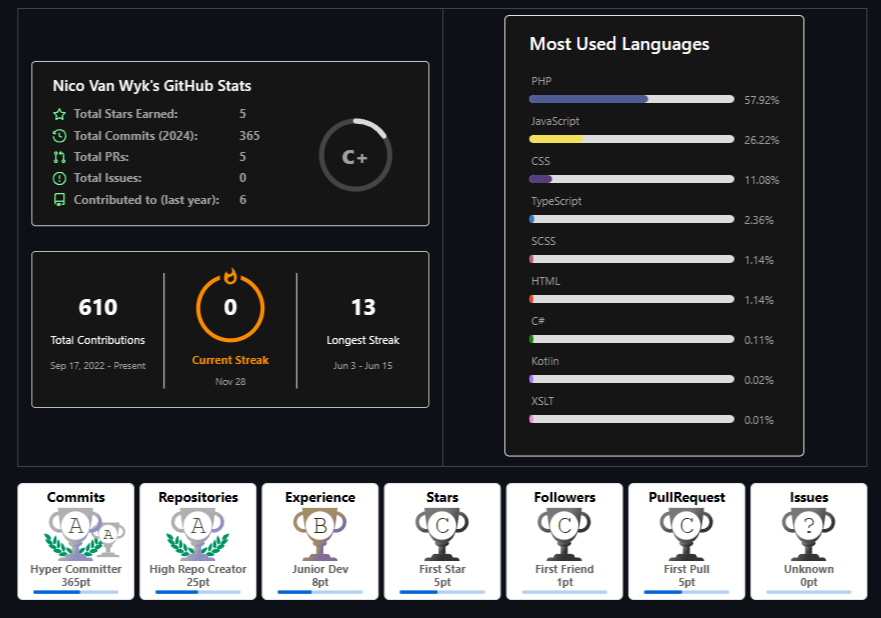 Nico Van Wyk's GitHub Stats
Total Stars Earned: 5
Total Commits (2024): 365
Total PRs: 5
Total Issues: 0
Contributed to (last year): 6
C+
610
Total Contributions
Sep 17, 2022 - Present
0
Current Streak
Nov 28
13
Longest Streak
Jun 3 - Jun 15
Most Used Languages
PHP
57.92%
JavaScript
26.22%
CSS
11.08%
TypeScript
2.36%
SCSS
1.14%
HTML
1.14%
C#
0.11%
Kotlin
0.02%
XSLT
0.01%
Commits
A
A
Hyper Committer
365pt
Repositories
A
High Repo Creator
25pt
Experience
B
Junior Dev
8pt
Stars
C
First Star
5pt
Followers
C
First Friend
1pt
PullRequest
C
First Pull
5pt
Issues
?
Unknown
0pt